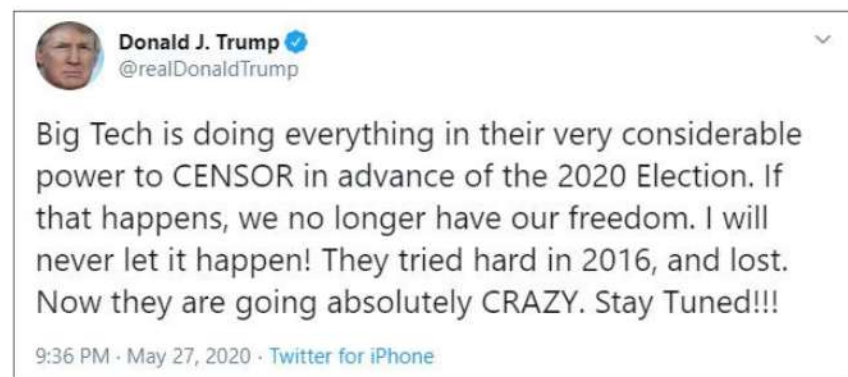 Donald J. Trump
@realDonaldTrump
Big Tech is doing everything in their very considerable
power to CENSOR in advance of the 2020 Election. If
that happens, we no longer have our freedom. I will
never let it happen! They tried hard in 2016, and lost.
Now they are going absolutely CRAZY. Stay Tuned!!!
9:36 PM · May 27, 2020 · Twitter for iPhone